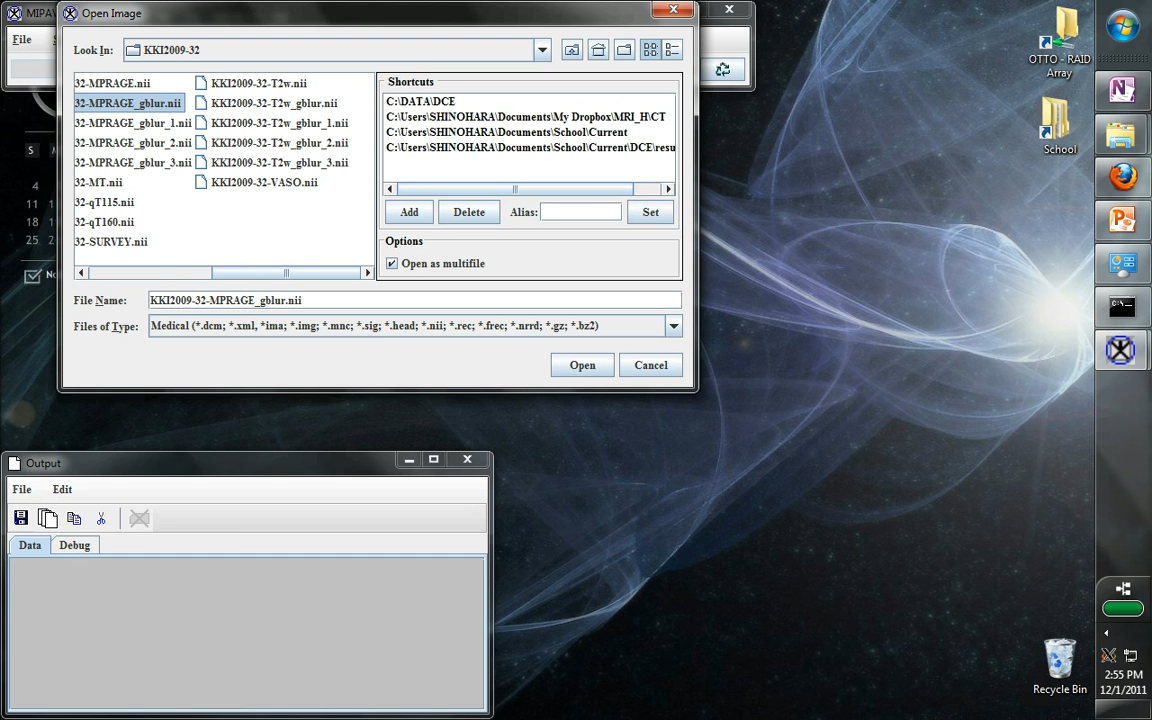 MIPAV
Open Image
File
Look In:
KKI2009-32
32-MPRAGE.nii
32-MPRAGE_gblur.nii
32-MPRAGE_gblur_1.nii
32-MPRAGE_gblur_2.nii
32-MPRAGE_gblur_3.nii
32-MT.nii
32-qT115.nii
32-qT160.nii
32-SURVEY.nii
KKI2009-32-T2w.nii
KKI2009-32-T2w_gblur.nii
KKI2009-32-T2w_gblur_1.nii
KKI2009-32-T2w_gblur_2.nii
KKI2009-32-T2w_gblur_3.nii
KKI2009-32-VASO.nii
Shortcuts
C:\DATA\DCE
C:\Users\SHINOHARA\Documents\My Dropbox\MRI_H\CT
C:\Users\SHINOHARA\Documents\School\Current
C:\Users\SHINOHARA\Documents\School\Current\DCE\resu
Add
Delete
Alias:
Set
Options
Open as multifile
File Name:
KKI2009-32-MPRAGE_gblur.nii
Files of Type:
Medical (*.dcm; *.xml, *ima; *.img; *.mnc; *.sig; *.head; *.nii; *.rec; *.frec; *.nrrd; *.gz; *.bz2)
Open
Cancel
S
4
11
18
25
Output
File Edit
Data Debug
OTTO - RAID
Array
School
Recycle Bin
C:\
2:55 PM
12/1/2011